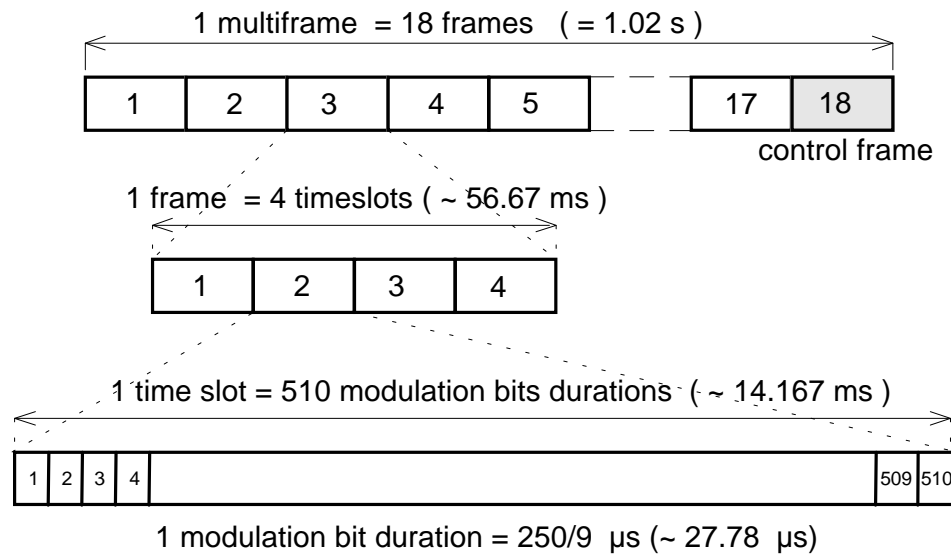 1 multiframe = 18 frames ( = 1.02 s )
1 2 3 4 5 17 18
control frame
1 frame = 4 timeslots ( ~ 56.67 ms )
1 2 3 4
1 time slot = 510 modulation bits durations ( ~ 14.167 ms )
1 2 3 4 509 510
1 modulation bit duration = 250/9 µs (~ 27.78 µs)